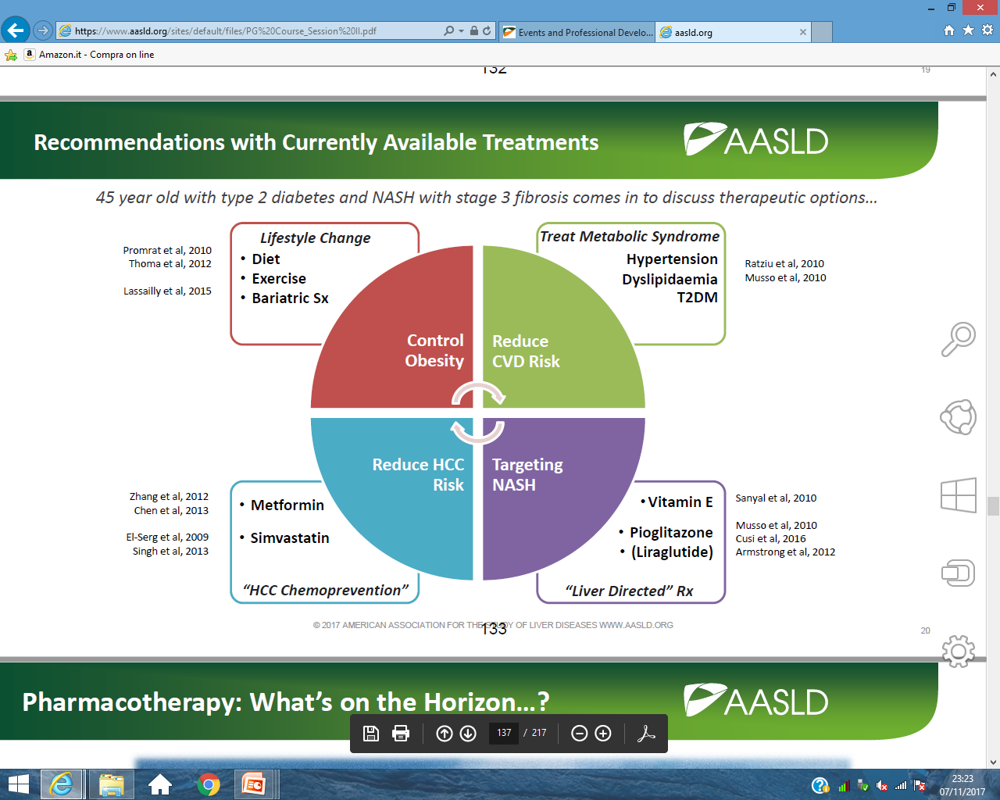 https://www.aasld.org/sites/default/files/PG%20Course_Session%20II.pdf
Events and Professional Develo...
aasld.org
Amazon.it - Compra on line
132
19
Recommendations with Currently Available Treatments
AASLD
45 year old with type 2 diabetes and NASH with stage 3 fibrosis comes in to discuss therapeutic options…
Promrat et al, 2010
Thoma et al, 2012
Lassailly et al, 2015
Lifestyle Change
• Diet
• Exercise
• Bariatric Sx
Control
Obesity
Treat Metabolic Syndrome
Hypertension
Dyslipidaemia
T2DM
Reduce
CVD Risk
Ratziu et al, 2010
Musso et al, 2010
Zhang et al, 2012
Chen et al, 2013
El-Serg et al, 2009
Singh et al, 2013
• Metformin
• Simvastatin
"HCC Chemoprevention"
Reduce HCC
Risk
Targeting
NASH
• Vitamin E
• Pioglitazone
• (Liraglutide)
"Liver Directed" Rx
Sanyal et al, 2010
Musso et al, 2010
Cusi et al, 2016
Armstrong et al, 2012
© 2017 AMERICAN ASSOCIATION FOR THE STUDY OF LIVER DISEASES WWW.AASLD.ORG
133
20
Pharmacotherapy: What's on the Horizon…?
AASLD
137 / 217
23:23
07/11/2017